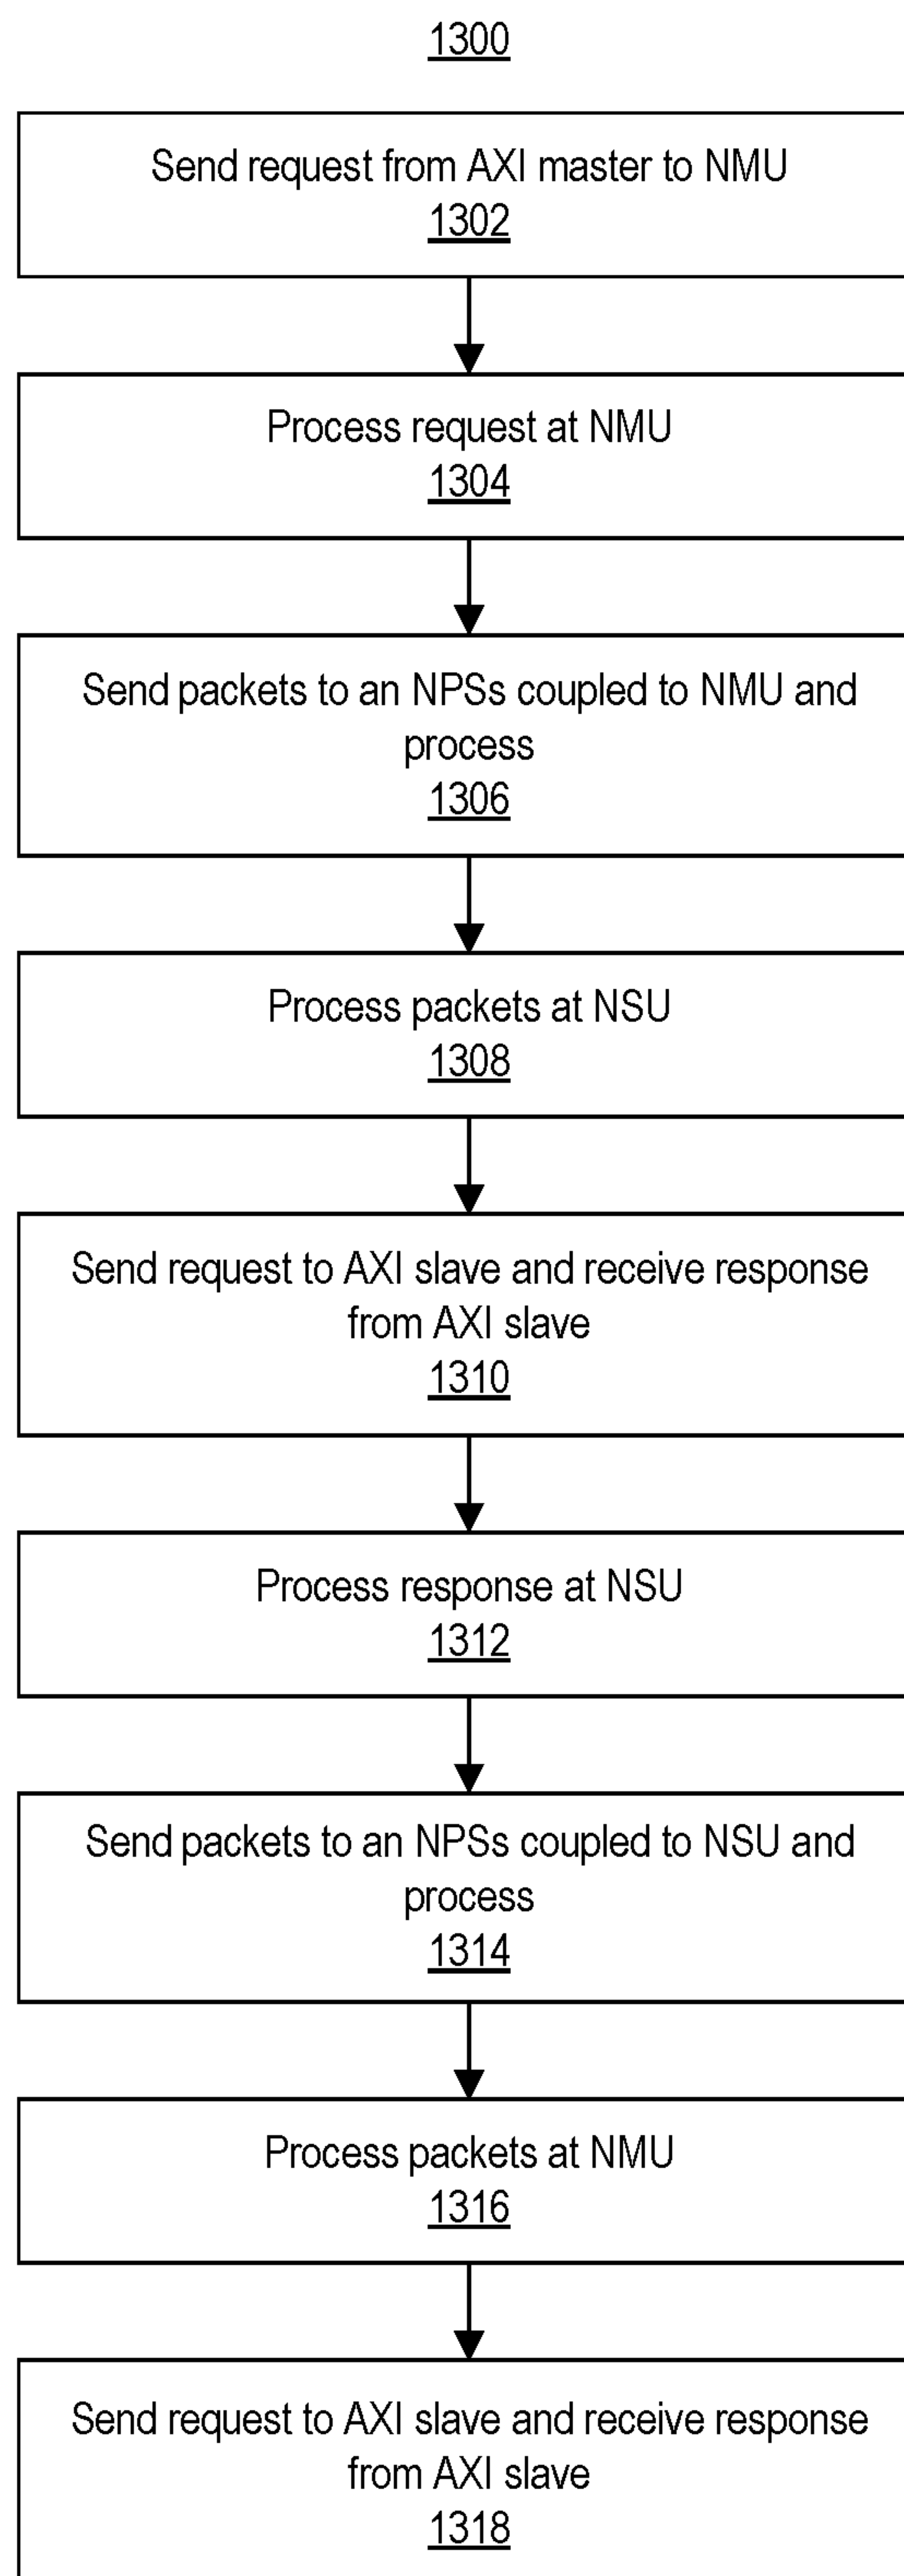 1300
Send request from AXI master to NMU
1302
Process request at NMU
1304
Send packets to an NPSs coupled to NMU and
process
1306
Process packets at NSU
1308
Send request to AXI slave and receive response
from AXI slave
1310
Process response at NSU
1312
Send packets to an NPSs coupled to NSU and
process
1314
Process packets at NMU
1316
Send request to AXI slave and receive response
from AXI slave
1318